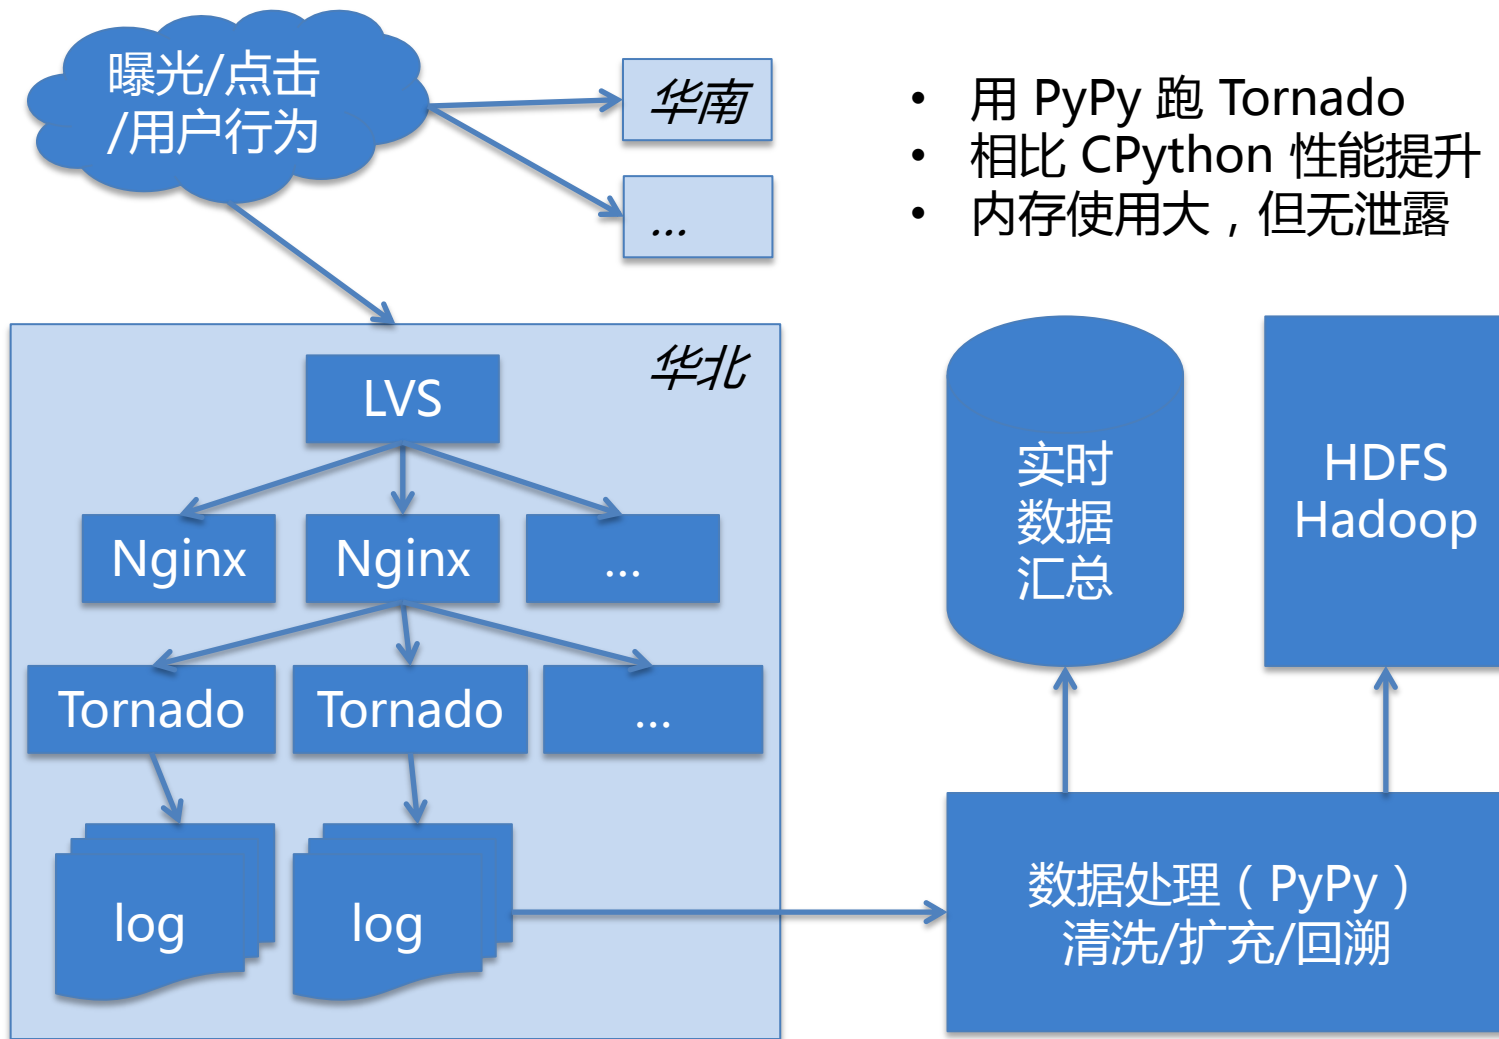 曝光/点击
/用户行为
华南
...
• 用 PyPy 跑 Tornado
• 相比 CPython 性能提升
• 内存使用大，但无泄露
华北
LVS
Nginx
Nginx
...
Tornado
Tornado
...
log
log
实时
数据
汇总
HDFS
Hadoop
数据处理（PyPy）
清洗/扩充/回溯